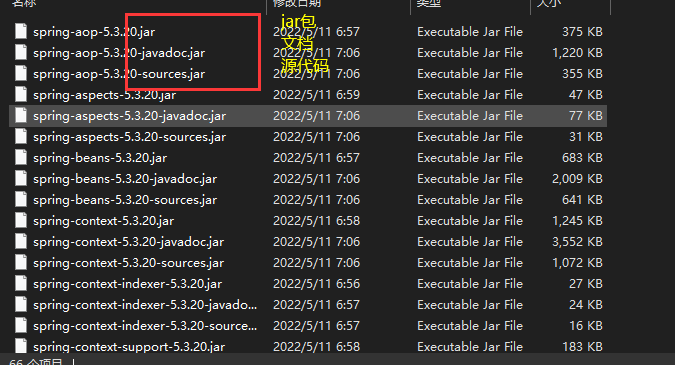 名称 修改日期 类型 大小
spring-aop-5.3.20.jar 2022/5/11 6:57 Executable Jar File 375 KB
jar包
spring-aop-5.3.20-javadoc.jar 2022/5/11 7:06 Executable Jar File 1,220 KB
文档
spring-aop-5.3.20-sources.jar 2022/5/11 7:06 Executable Jar File 355 KB
源代码
spring-aspects-5.3.20.jar 2022/5/11 6:59 Executable Jar File 47 KB
spring-aspects-5.3.20-javadoc.jar 2022/5/11 7:06 Executable Jar File 77 KB
spring-aspects-5.3.20-sources.jar 2022/5/11 7:06 Executable Jar File 31 KB
spring-beans-5.3.20.jar 2022/5/11 6:57 Executable Jar File 683 KB
spring-beans-5.3.20-javadoc.jar 2022/5/11 7:06 Executable Jar File 2,009 KB
spring-beans-5.3.20-sources.jar 2022/5/11 7:06 Executable Jar File 641 KB
spring-context-5.3.20.jar 2022/5/11 6:58 Executable Jar File 1,245 KB
spring-context-5.3.20-javadoc.jar 2022/5/11 7:06 Executable Jar File 3,552 KB
spring-context-5.3.20-sources.jar 2022/5/11 7:06 Executable Jar File 1,072 KB
spring-context-indexer-5.3.20.jar 2022/5/11 6:56 Executable Jar File 27 KB
spring-context-indexer-5.3.20-javado... 2022/5/11 6:57 Executable Jar File 24 KB
spring-context-indexer-5.3.20-source... 2022/5/11 6:57 Executable Jar File 16 KB
spring-context-support-5.3.20.jar 2022/5/11 6:58 Executable Jar File 183 KB
66 个项目